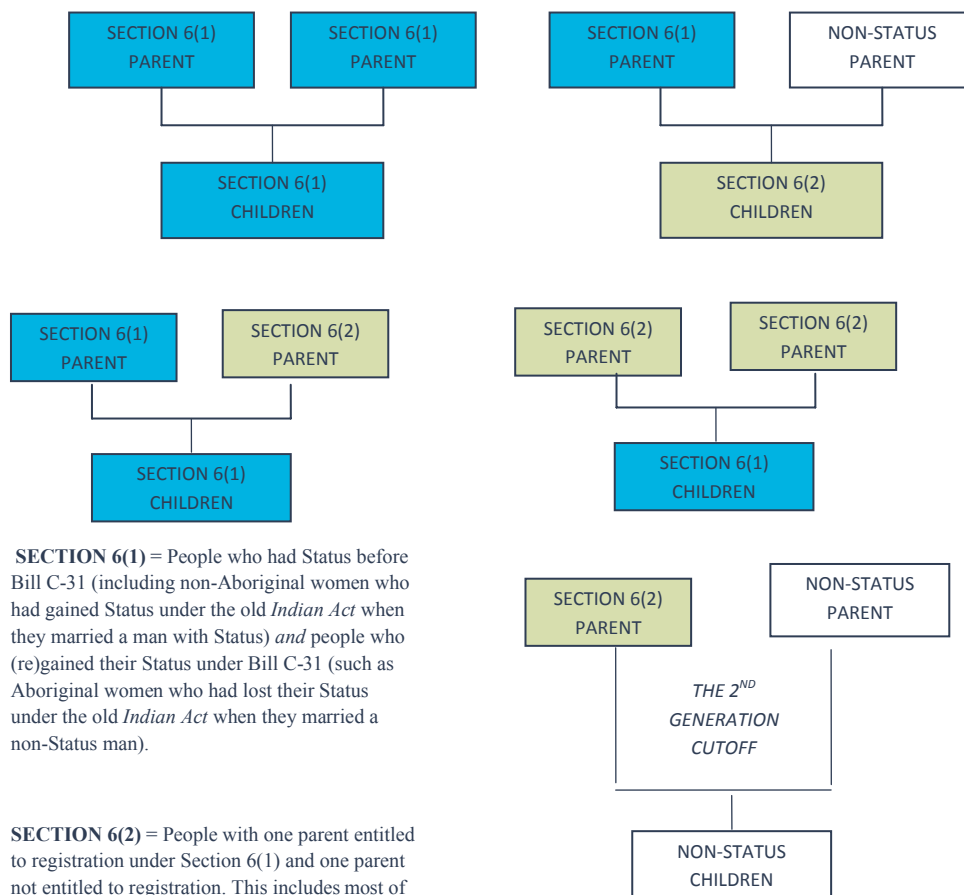 SECTION 6(1)
PARENT
SECTION 6(1)
PARENT
SECTION 6(1)
CHILDREN
SECTION 6(1)
PARENT
NON-STATUS
PARENT
SECTION 6(2)
CHILDREN
SECTION 6(1)
PARENT
SECTION 6(2)
PARENT
SECTION 6(1)
CHILDREN
SECTION 6(2)
PARENT
SECTION 6(2)
PARENT
SECTION 6(1)
CHILDREN
SECTION 6(1) = People who had Status before
Bill C-31 (including non-Aboriginal women who
had gained Status under the old Indian Act when
they married a man with Status) and people who
(re)gained their Status under Bill C-31 (such as
Aboriginal women who had lost their Status
under the old Indian Act when they married a
non-Status man).
SECTION 6(2) = People with one parent entitled
to registration under Section 6(1) and one parent
not entitled to registration. This includes most of
SECTION 6(2)
PARENT
NON-STATUS
PARENT
THE 2ND
GENERATION
CUTOFF
NON-STATUS
CHILDREN